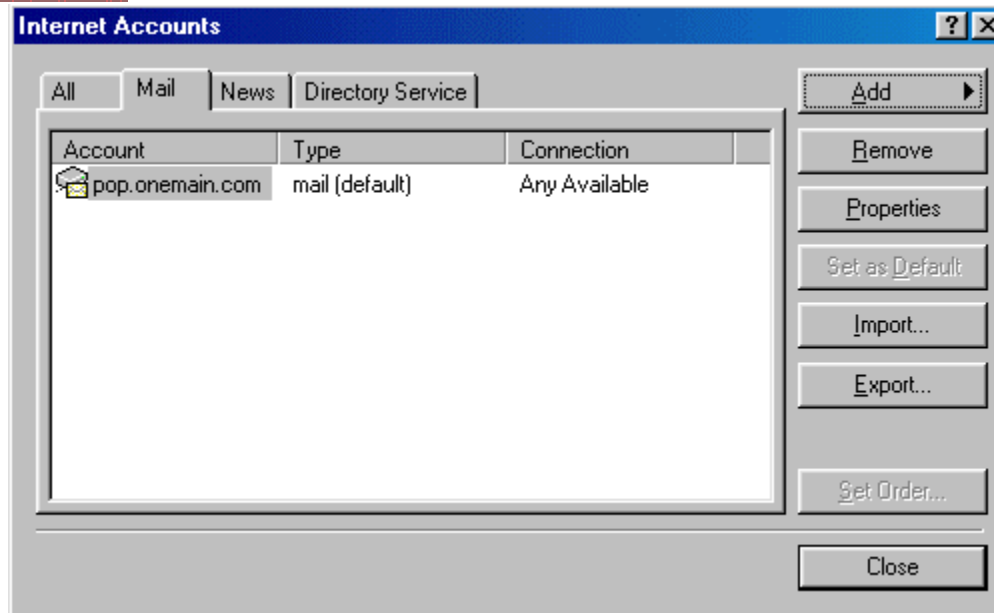 Internet Accounts
All Mail News Directory Service
Account Type Connection
pop.onemain.com mail (default) Any Available
Add
Remove
Properties
Set as Default
Import...
Export...
Set Order...
Close